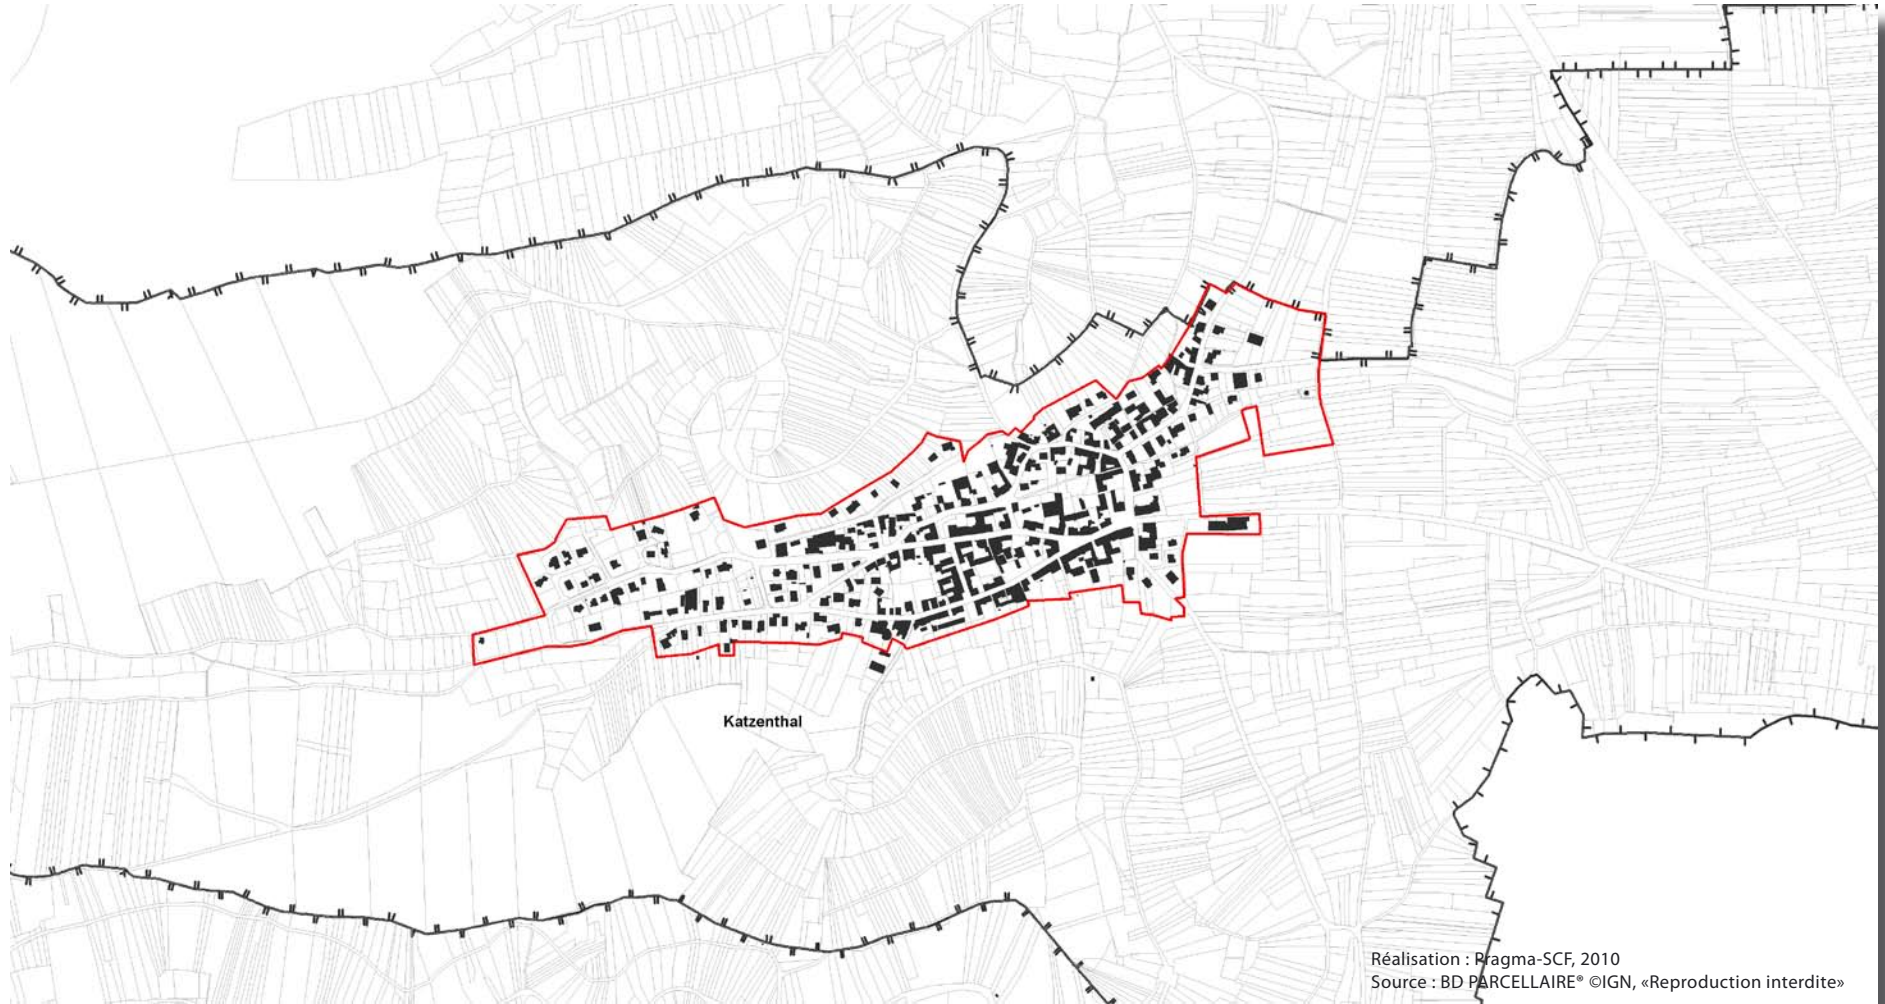 Katzenthal
Réalisation : Pragma-SCF, 2010
Source : BD PARCELLAIRE® ©IGN, «Reproduction interdite»